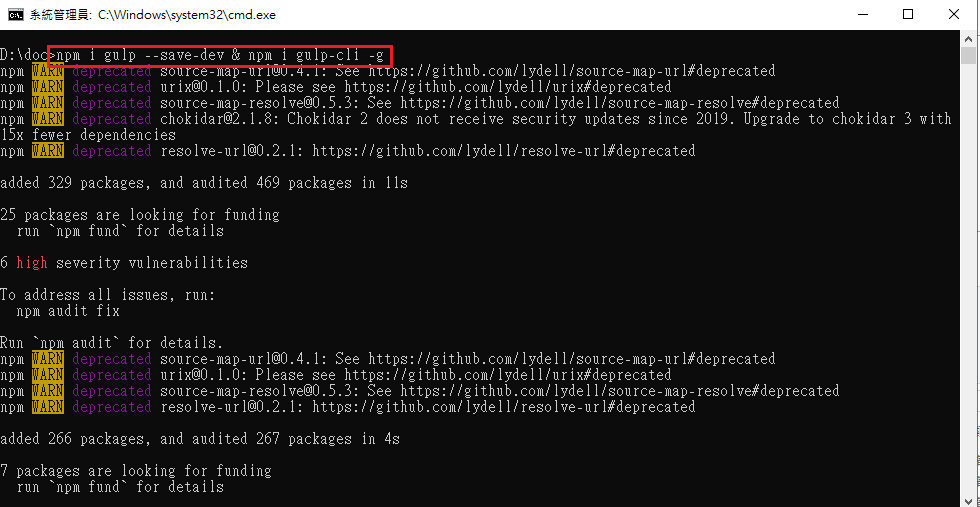 系統管理員: C:\Windows\system32\cmd.exe
D:\doc>npm i gulp --save-dev & npm i gulp-cli -g
npm WARN deprecated source-map-url@0.4.1: See https://github.com/lydell/source-map-url#deprecated
npm WARN deprecated urix@0.1.0: Please see https://github.com/lydell/urix#deprecated
npm WARN deprecated source-map-resolve@0.5.3: See https://github.com/lydell/source-map-resolve#deprecated
npm WARN deprecated chokidar@2.1.8: Chokidar 2 does not receive security updates since 2019. Upgrade to chokidar 3 with
15x fewer dependencies
npm WARN deprecated resolve-url@0.2.1: https://github.com/lydell/resolve-url#deprecated
added 329 packages, and audited 469 packages in 11s
25 packages are looking for funding
run `npm fund` for details
6 high severity vulnerabilities
To address all issues, run:
npm audit fix
Run `npm audit` for details.
npm WARN deprecated source-map-url@0.4.1: See https://github.com/lydell/source-map-url#deprecated
npm WARN deprecated urix@0.1.0: Please see https://github.com/lydell/urix#deprecated
npm WARN deprecated source-map-resolve@0.5.3: See https://github.com/lydell/source-map-resolve#deprecated
npm WARN deprecated resolve-url@0.2.1: https://github.com/lydell/resolve-url#deprecated
added 266 packages, and audited 267 packages in 4s
7 packages are looking for funding
run `npm fund` for details